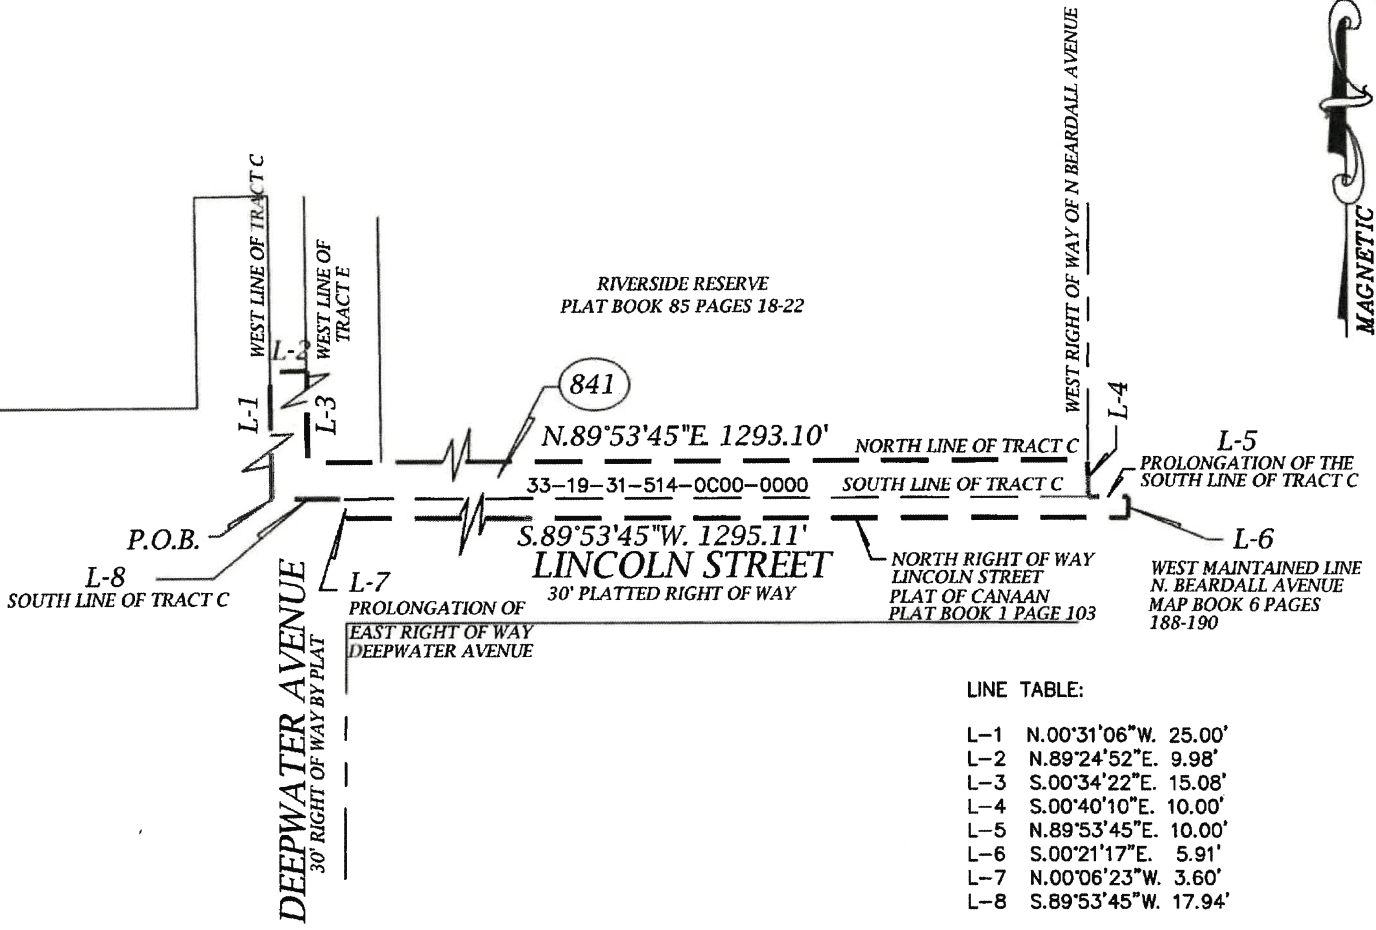 WEST RIGHT OF WAY OF N BEARDALL AVENUE
MAGNETIC
WEST LINE OF TRACT C
WEST LINE OF
TRACT E
RIVERSIDE RESERVE
PLAT BOOK 85 PAGES 18-22
L-2
841
L-1
L-3
L-4
N.89°53'45"E. 1293.10'
NORTH LINE OF TRACT C
L-5
PROLONGATION OF THE
SOUTH LINE OF TRACT C
33-19-31-514-0C00-0000
SOUTH LINE OF TRACT C
P.O.B.
S.89°53'45"W. 1295.11'
LINCOLN STREET
30' PLATTED RIGHT OF WAY
L-6
WEST MAINTAINED LINE
N. BEARDALL AVENUE
MAP BOOK 6 PAGES
188-190
NORTH RIGHT OF WAY
LINCOLN STREET
PLAT OF CANAAN
PLAT BOOK 1 PAGE 103
L-8
SOUTH LINE OF TRACT C
L-7
PROLONGATION OF
EAST RIGHT OF WAY
DEEPWATER AVENUE
DEEPWATER AVENUE
30' RIGHT OF WAY BY PLAT
LINE TABLE:
L-1 N.00°31'06"W. 25.00'
L-2 N.89°24'52"E. 9.98'
L-3 S.00°34'22"E. 15.08'
L-4 S.00°40'10"E. 10.00'
L-5 N.89°53'45"E. 10.00'
L-6 S.00°21'17"E. 5.91'
L-7 N.00°06'23"W. 3.60'
L-8 S.89°53'45"W. 17.94'